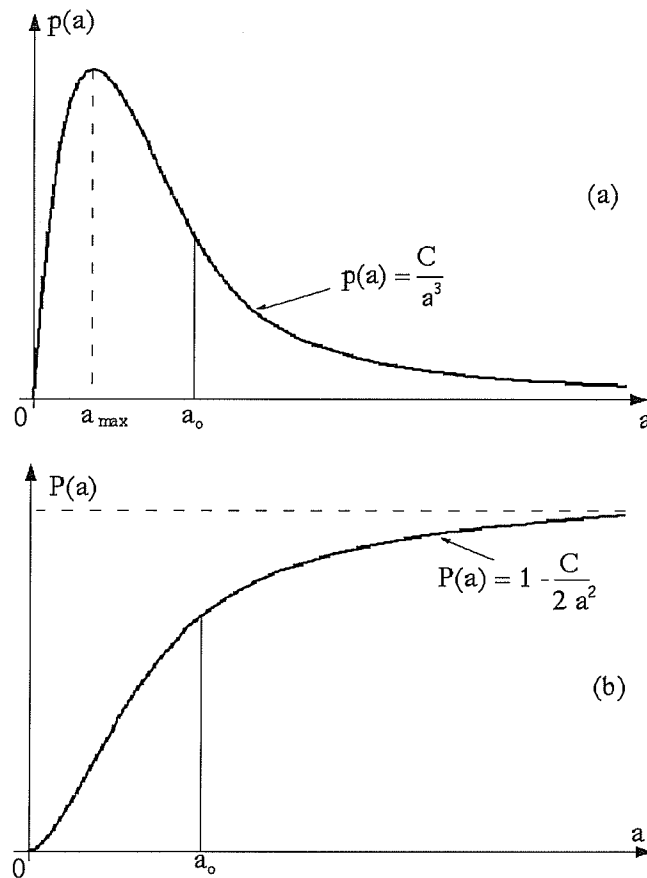 p(a)
(a)
p(a) = C/a³
0 a max a₀ a
P(a)
P(a) = 1 - C/2 a²
(b)
0 a₀ a